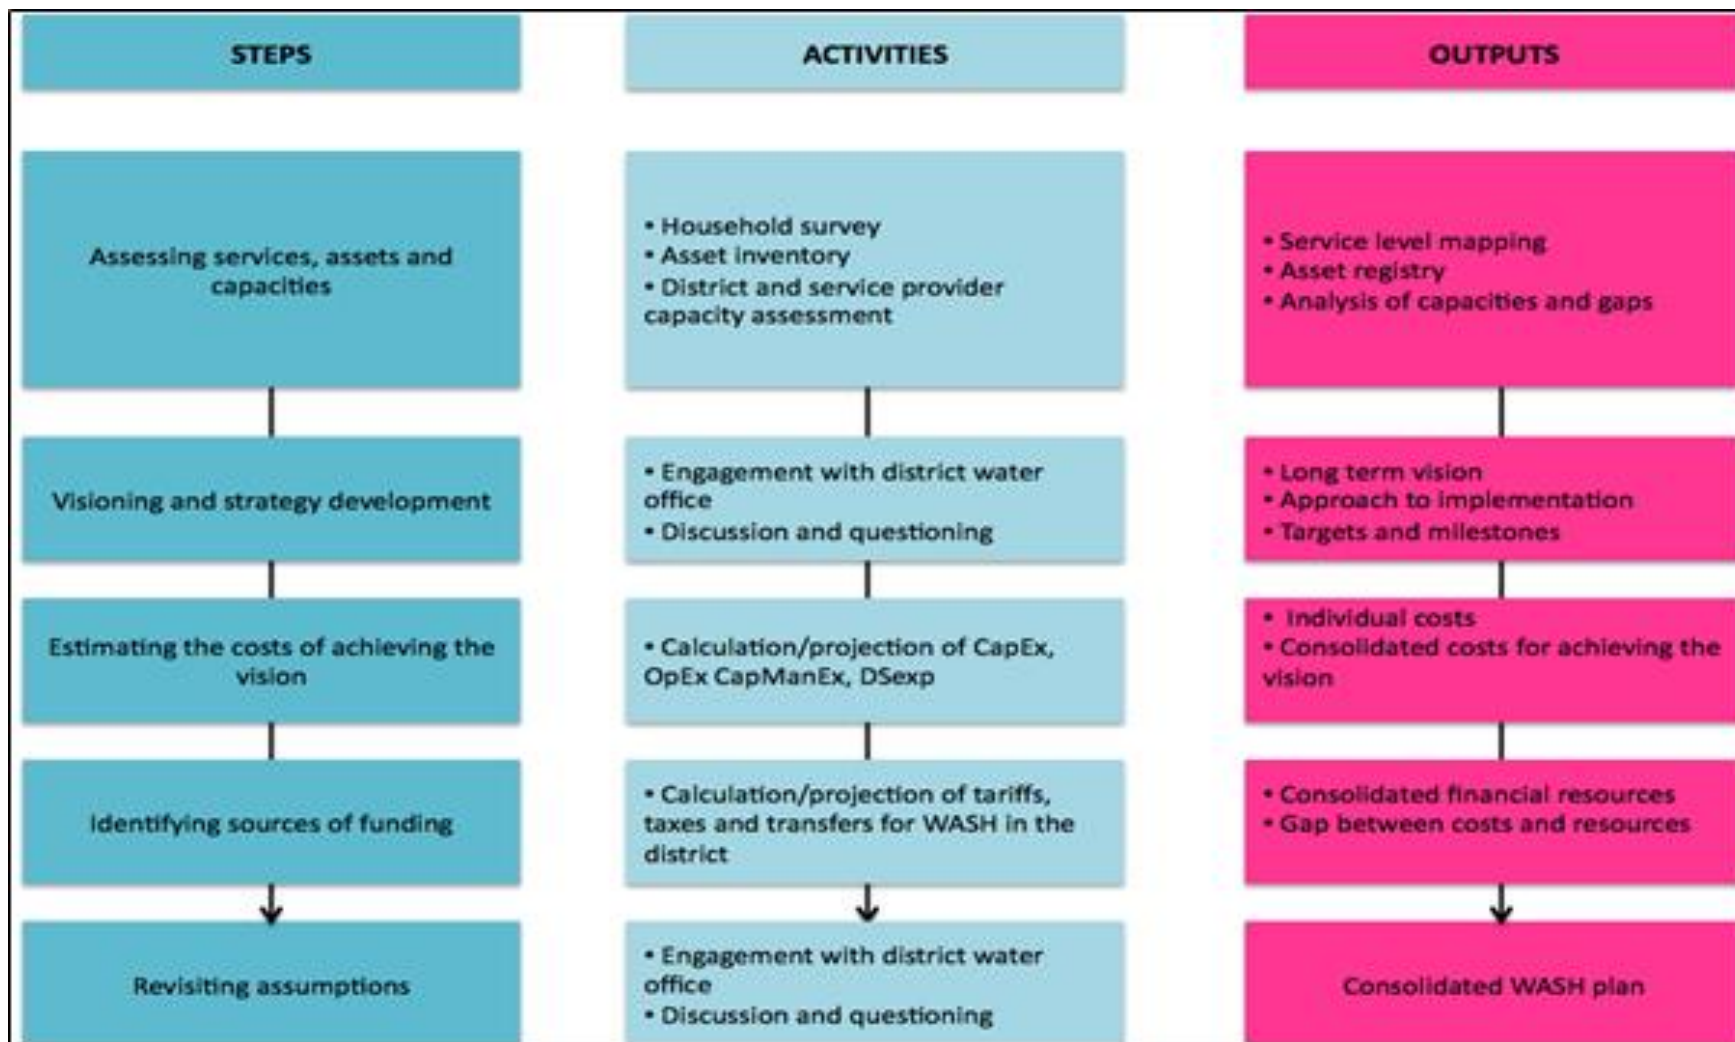 STEPS
ACTIVITIES
OUTPUTS
Assessing services, assets and
capacities
• Household survey
• Asset inventory
• District and service provider
capacity assessment
• Service level mapping
• Asset registry
• Analysis of capacities and gaps
Visioning and strategy development
• Engagement with district water
office
• Discussion and questioning
• Long term vision
• Approach to implementation
• Targets and milestones
Estimating the costs of achieving the
vision
• Calculation/projection of CapEx,
OpEx CapManEx, DSexp
• Individual costs
• Consolidated costs for achieving the
vision
Identifying sources of funding
• Calculation/projection of tariffs,
taxes and transfers for WASH in the
district
• Consolidated financial resources
• Gap between costs and resources
Revisiting assumptions
• Engagement with district water
office
• Discussion and questioning
Consolidated WASH plan